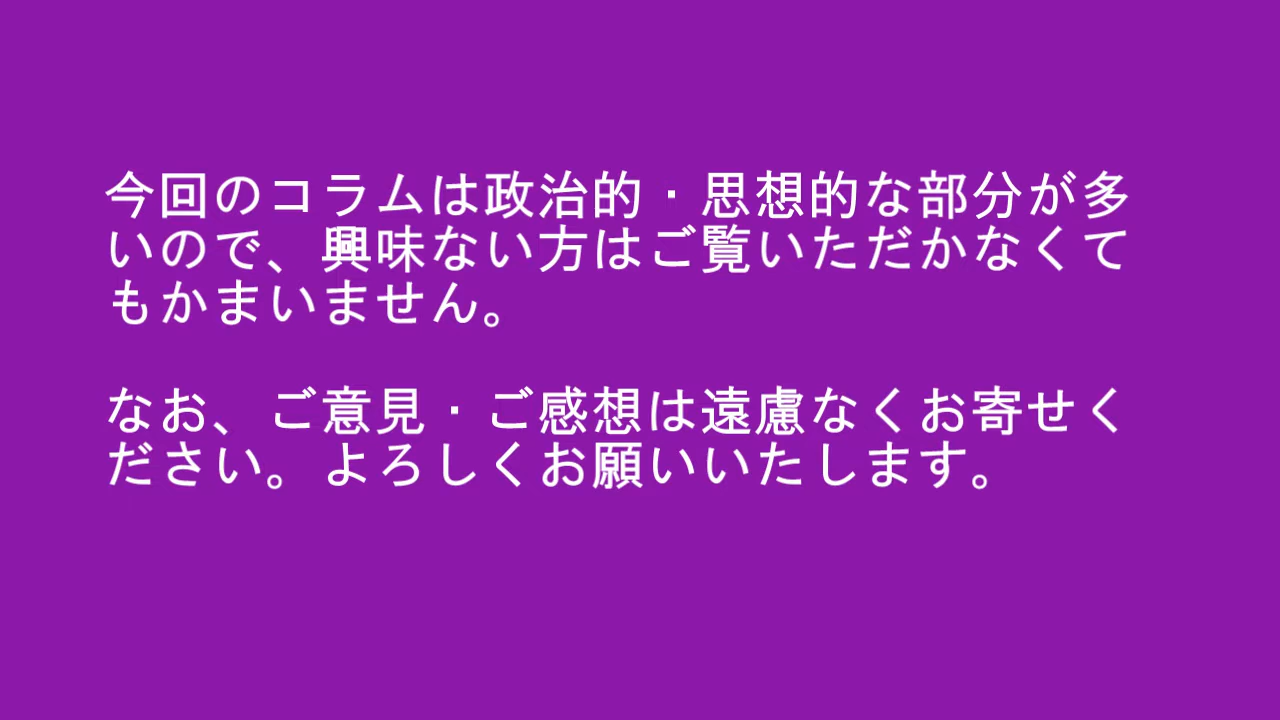 今回のコラムは政治的・思想的な部分が多
いので、興味ない方はご覧いただかなくて
もかまいません。
なお、ご意見・ご感想は遠慮なくお寄せく
ださい。よろしくお願いいたします。